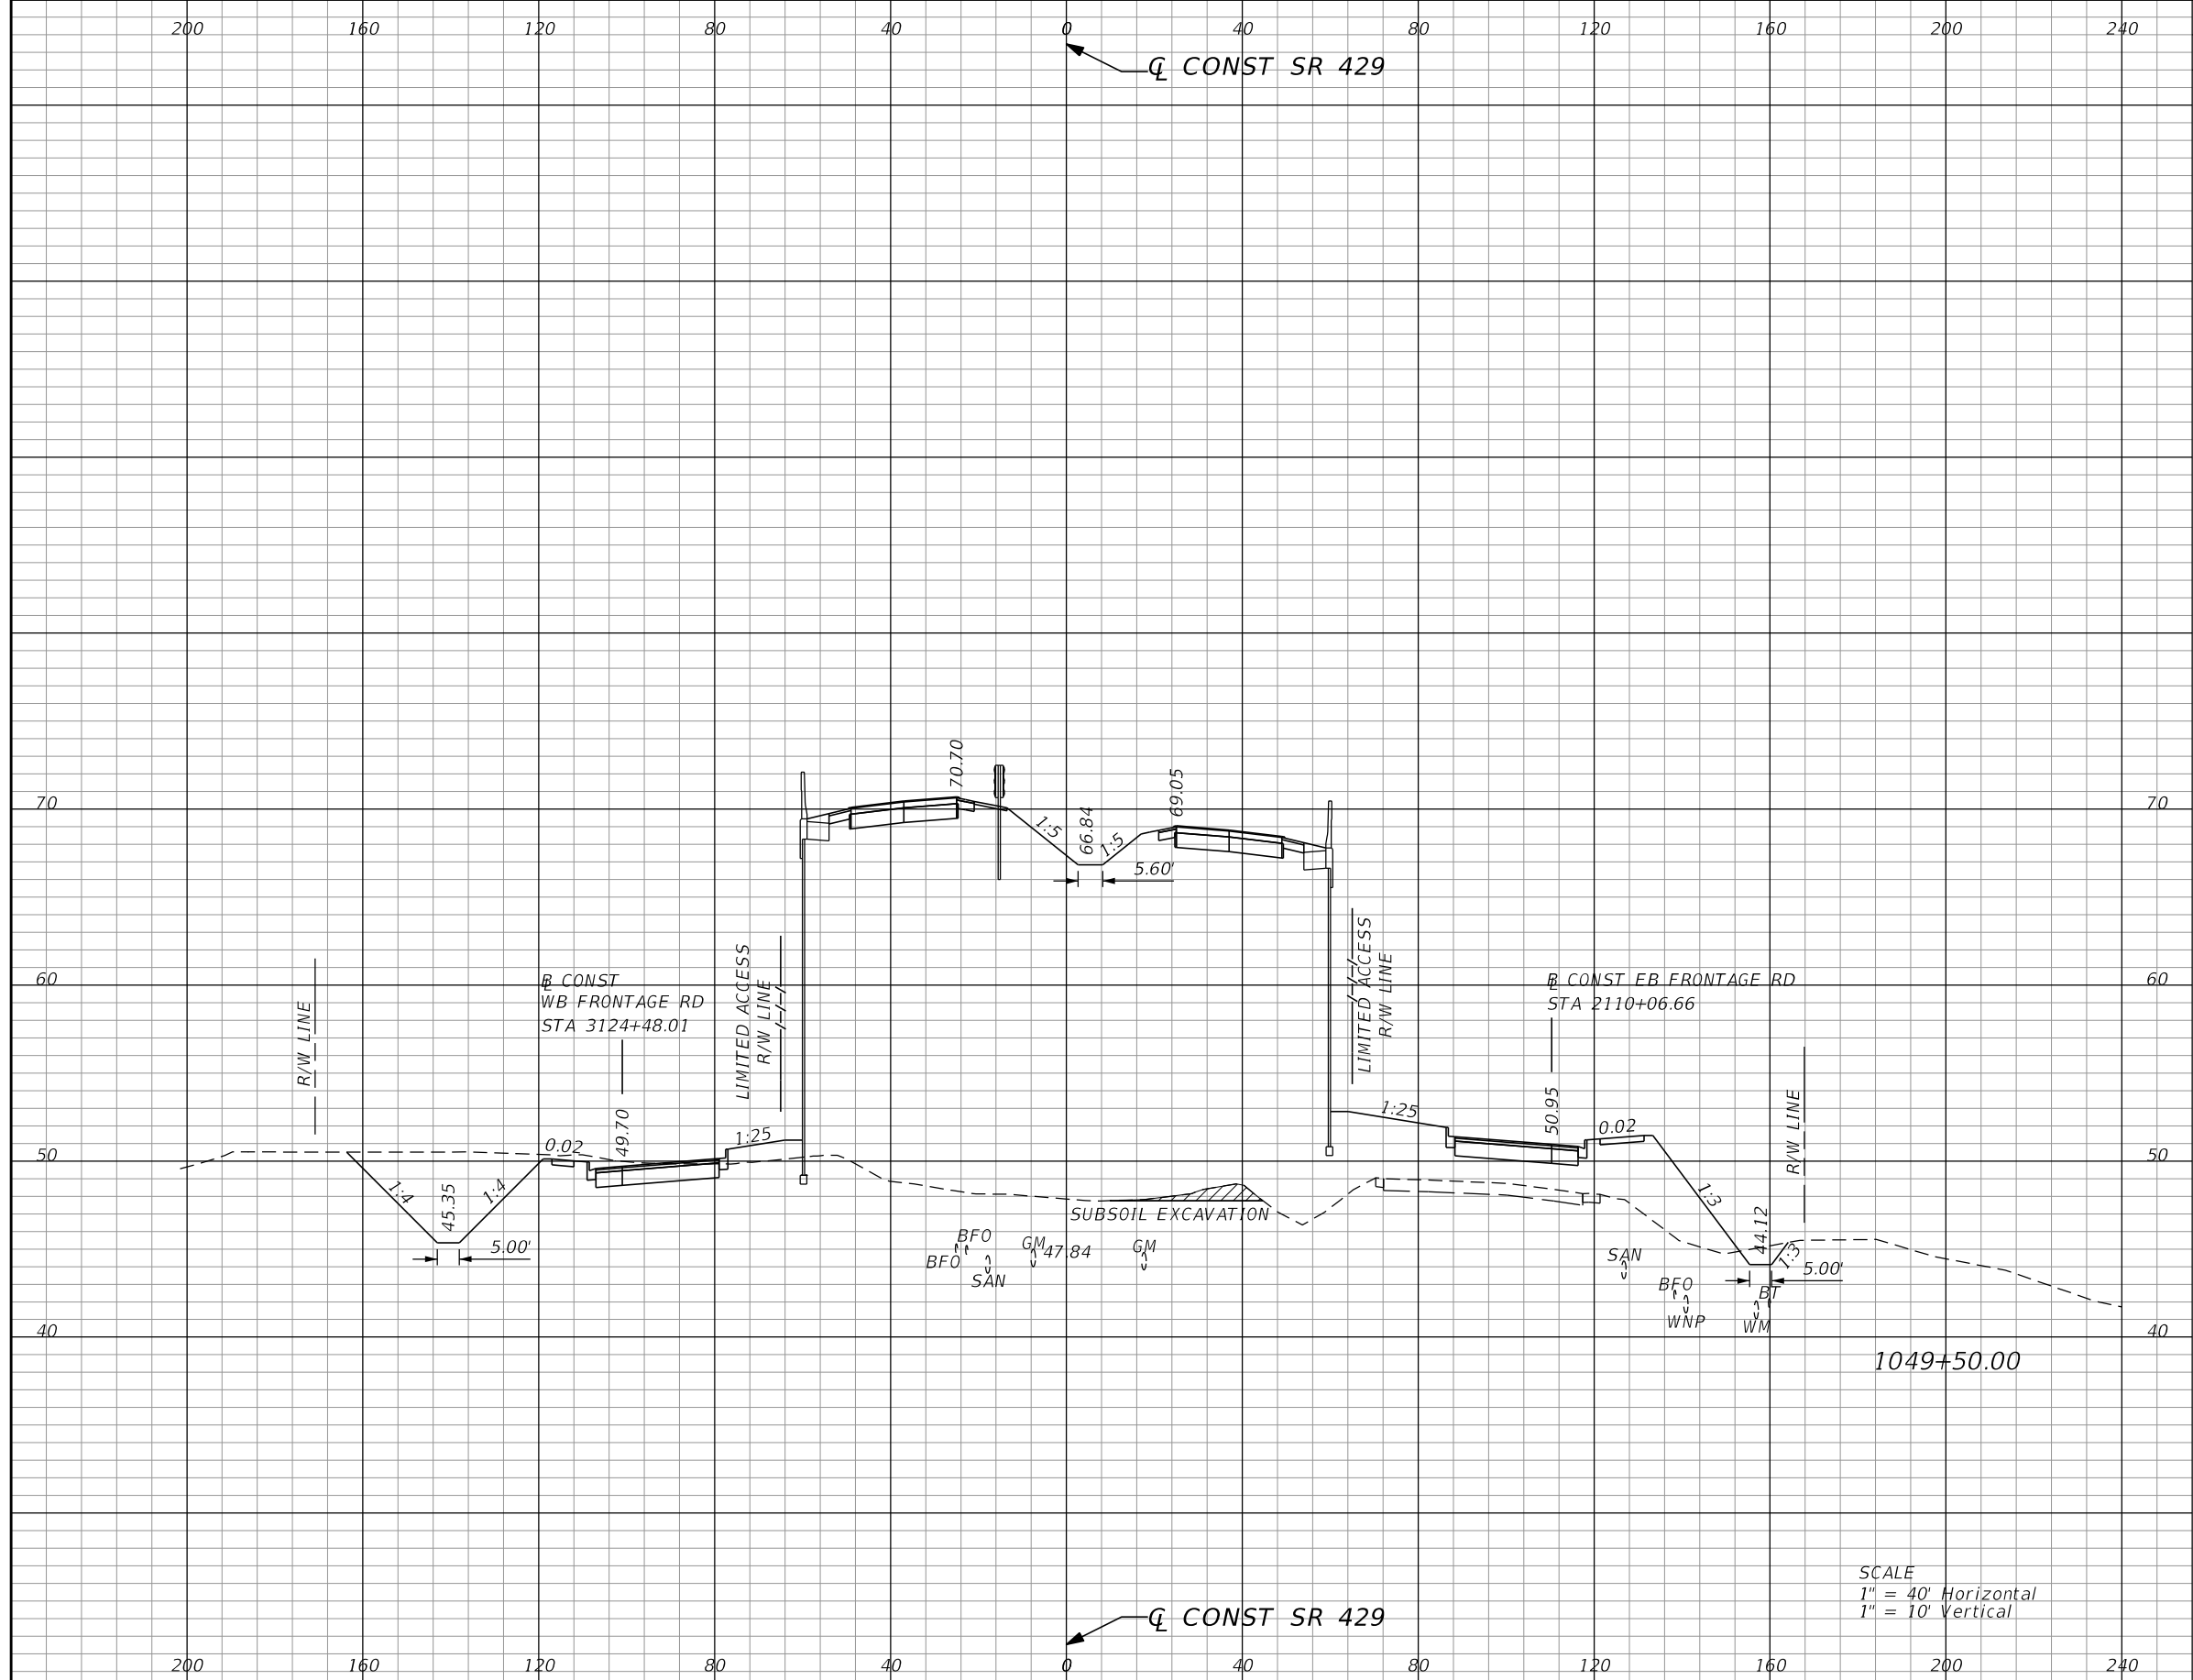 200 160 120 80 40 0 40 80 120 160 200 240
℄ CONST SR 429
70.70
69.05
70 70
1:5
66.84
1:5
5.60'
60 60
LIMITED ACCESS
R/W LINE
LIMITED ACCESS
R/W LINE
B̲L CONST
WB FRONTAGE RD
STA 3124+48.01
B̲L CONST EB FRONTAGE RD
STA 2110+06.66
R/W LINE
R/W LINE
49.70
50.95
1:25
1:25
0.02
0.02
50 50
1:4
45.35
1:4
5.00'
1:3
44.12
1:3
5.00'
SUBSOIL EXCAVATION
BFO
BFO
SAN
GM
47.84
GM
SAN
BFO
WNP
BT
WM
40 40
1049+50.00
SCALE
1" = 40' Horizontal
1" = 10' Vertical
℄ CONST SR 429
200 160 120 80 40 0 40 80 120 160 200 240